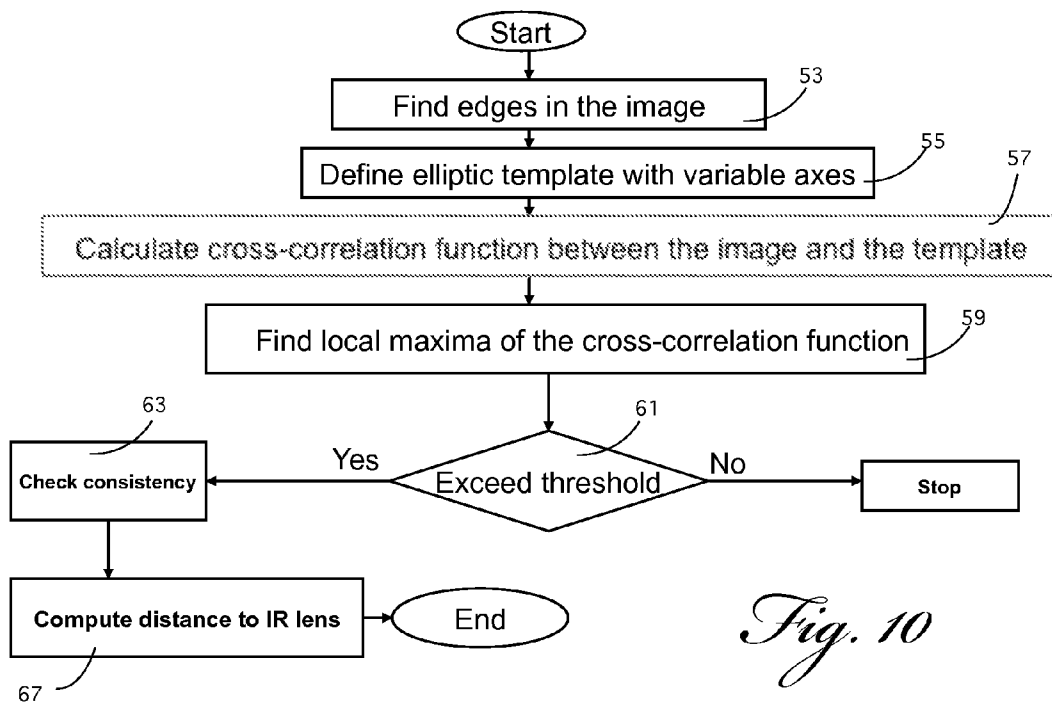 Start
53
Find edges in the image
55
Define elliptic template with variable axes
57
Calculate cross-correlation function between the image and the template
59
Find local maxima of the cross-correlation function
61
63
Yes
Exceed threshold
No
Check consistency
Stop
Compute distance to IR lens
End
67
Fig. 10